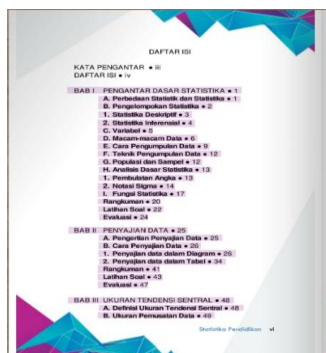 DAFTAR ISI
KATA PENGANTAR • iii
DAFTAR ISI • iv
BAB I PENGANTAR DASAR STATISTIKA • 1
A. Perbedaan Statistik dan Statistika • 1
B. Pengelompokan Statistika • 2
1. Statistika Deskriptif • 3
2. Statistika Inferensial • 4
C. Variabel • 5
D. Macam-macam Data • 6
E. Cara Pengumpulan Data • 9
F. Teknik Pengumpulan Data • 12
G. Populasi dan Sampel • 12
H. Analisis Dasar Statistika • 13
1. Pembulatan Angka • 13
2. Notasi Sigma • 14
I. Fungsi Statistika • 17
Rangkuman • 20
Latihan Soal • 22
Evaluasi • 24
BAB II PENYAJIAN DATA • 25
A. Pengertian Penyajian Data • 25
B. Cara Penyajian Data • 26
1. Penyajian data dalam Diagram • 26
2. Penyajian data dalam Tabel • 34
Rangkuman • 41
Latihan Soal • 43
Evaluasi • 47
BAB III UKURAN TENDENSI SENTRAL • 48
A. Definisi Ukuran Tendensi Sentral • 48
B. Ukuran Pemusatan Data • 49
Statistika Pendidikan vi